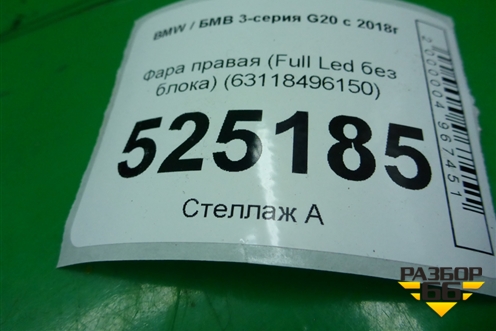 BMW / БМВ 3-серия G20 с 2018г
Фара правая (Full Led без
блока) (63118496150)
525185
Стеллаж А
2000004967451
РАЗБОР
66